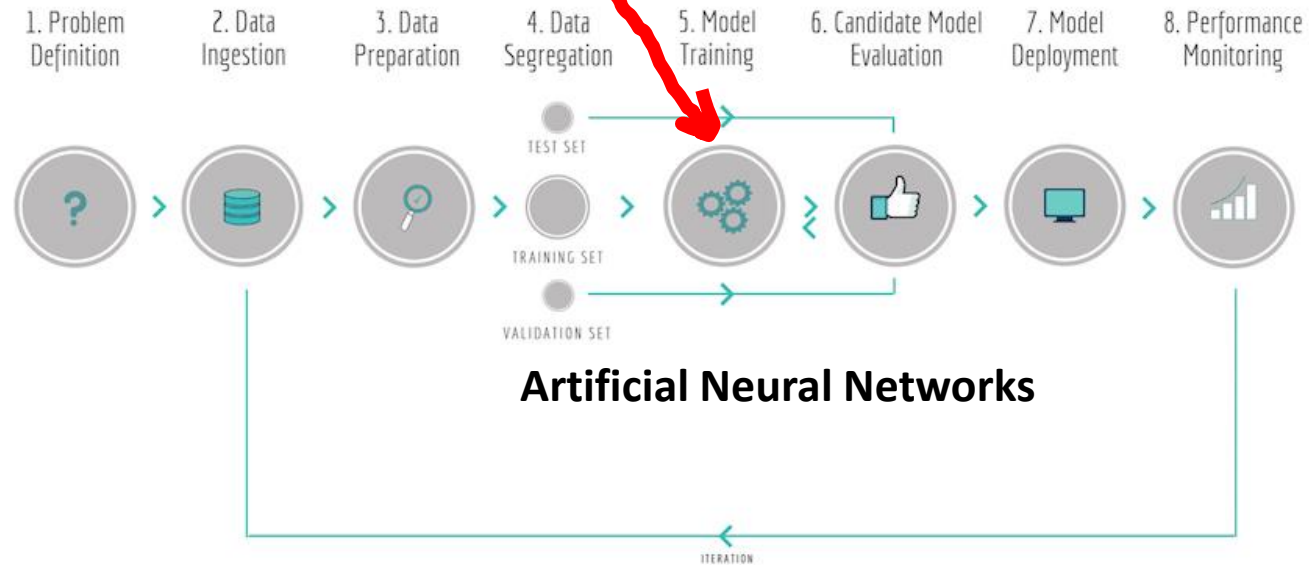 1. Problem
Definition
2. Data
Ingestion
3. Data
Preparation
4. Data
Segregation
5. Model
Training
6. Candidate Model
Evaluation
7. Model
Deployment
8. Performance
Monitoring
TEST SET
?
TRAINING SET
VALIDATION SET
Artificial Neural Networks
ITERATION